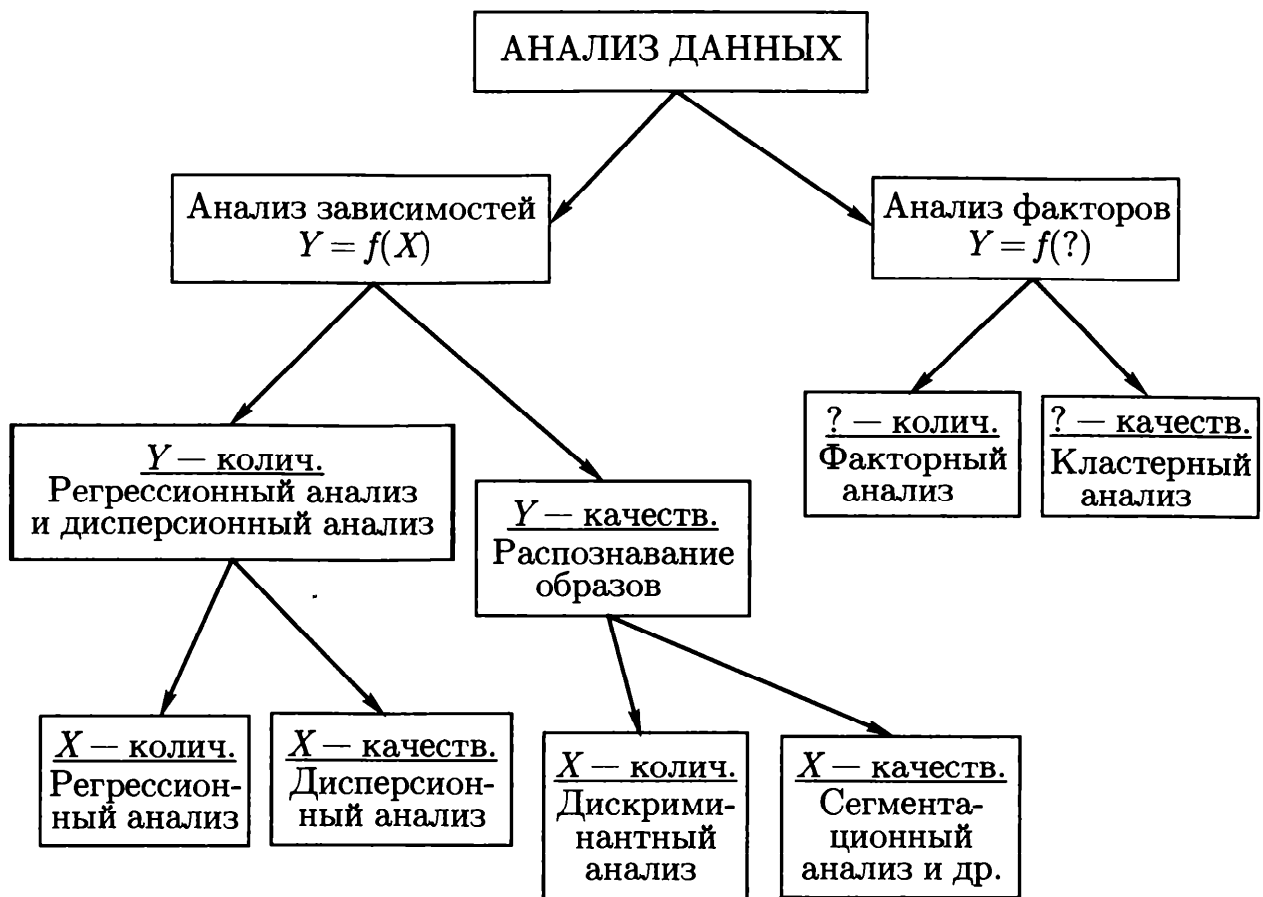 АНАЛИЗ ДАННЫХ
Анализ зависимостей
Y = f(X)
Анализ факторов
Y = f(?)
Y — колич.
Регрессионный анализ
и дисперсионный анализ
Y — качеств.
Распознавание
образов
? — колич.
Факторный
анализ
? — качеств.
Кластерный
анализ
X — колич.
Регрессион-
ный анализ
X — качеств.
Дисперсион-
ный анализ
X — колич.
Дискрими-
нантный
анализ
X — качеств.
Сегмента-
ционный
анализ и др.